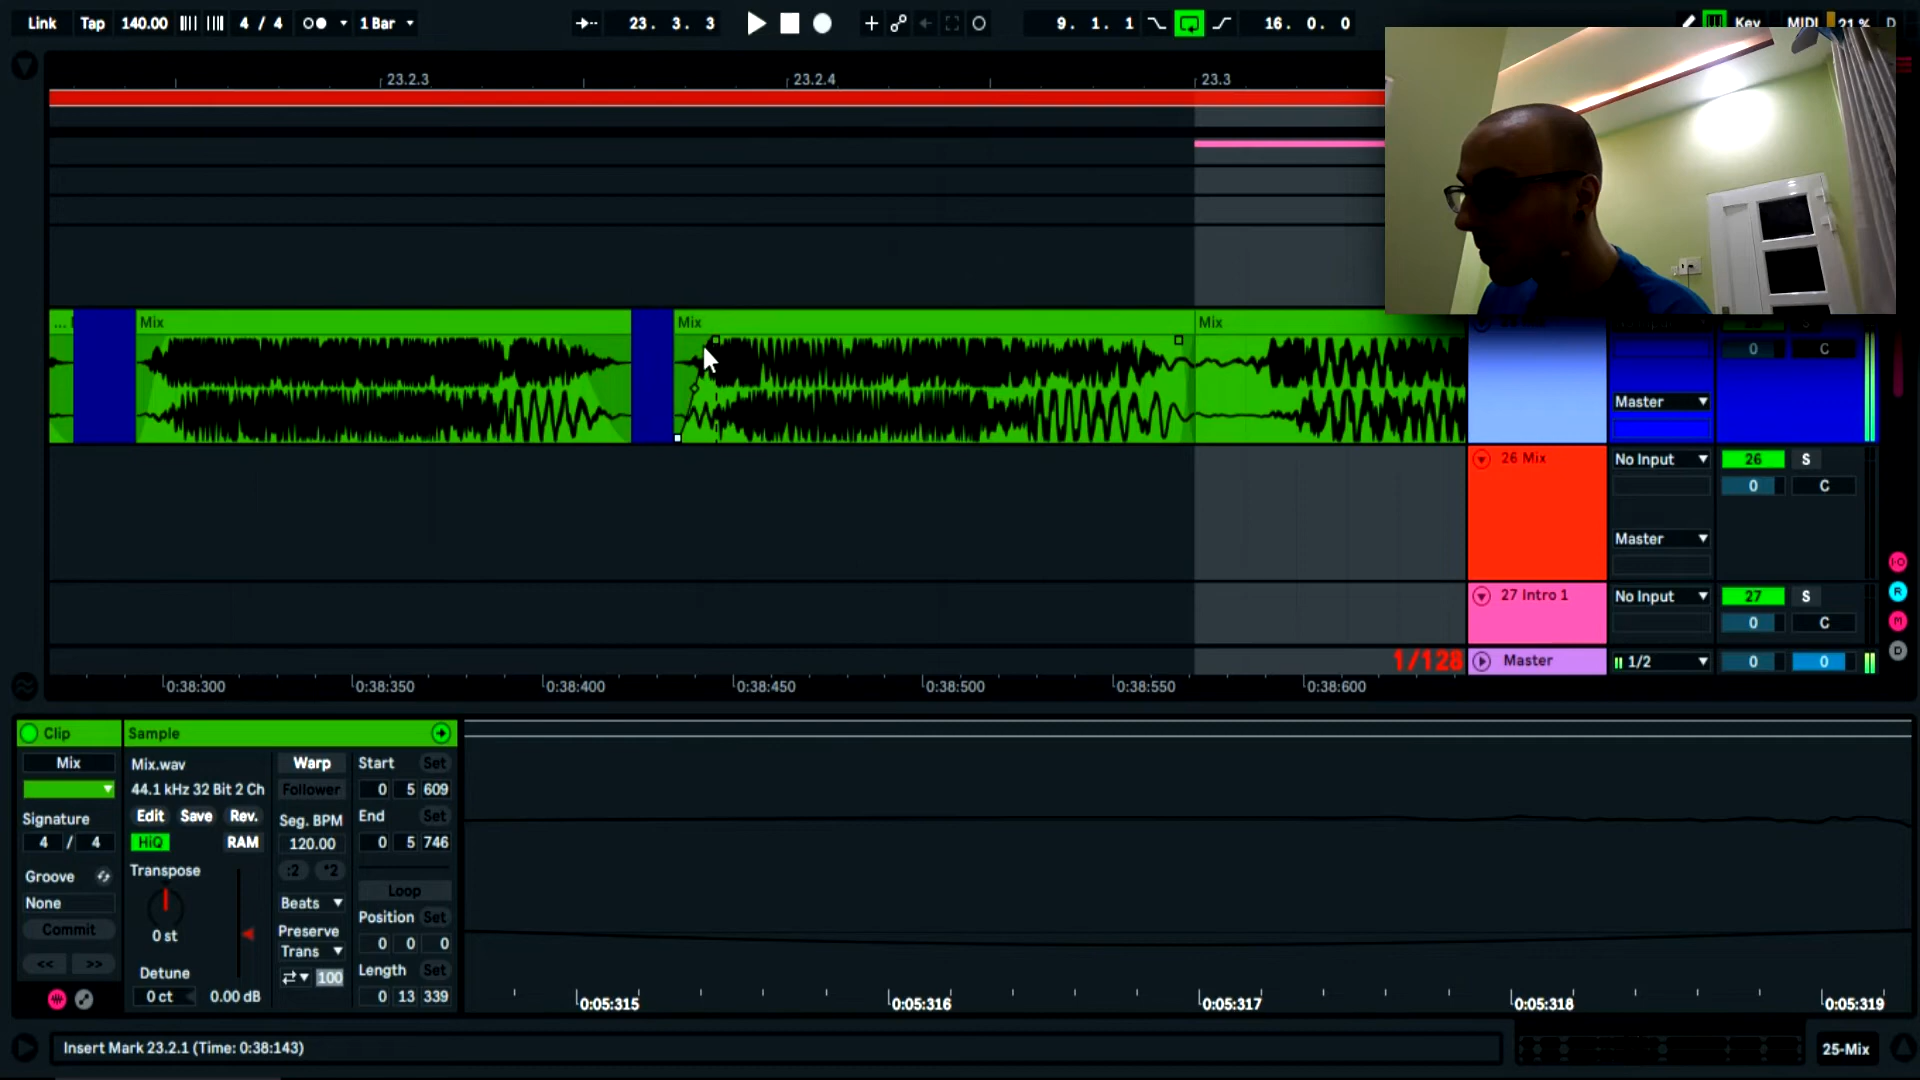 Link Tap 140.00 4 / 4 1 Bar 23. 3. 3 9. 1. 1 16. 0. 0 Key MIDI 21 % D
23.2.3 23.2.4 23.3
... Mix Mix Mix
0 C
Master
26 Mix No Input 26 S
0 C
Master
27 Intro 1 No Input 27 S
0 C
1/128 Master 1/2 0 0
I·O
R
M
D
0:38:300 0:38:350 0:38:400 0:38:450 0:38:500 0:38:550 0:38:600
Clip Sample
Mix Mix.wav Warp Start Set
44.1 kHz 32 Bit 2 Ch Follower 0 5 609
Signature Edit Save Rev. Seg. BPM End Set
4 / 4 HiQ RAM 120.00 0 5 746
Groove Transpose :2 *2
None Beats Loop
Commit 0 st Preserve Position Set
Trans 0 0 0
<< >> Detune 100 Length Set
0 ct 0.00 dB 0 13 339
0:05:315 0:05:316 0:05:317 0:05:318 0:05:319
Insert Mark 23.2.1 (Time: 0:38:143) 25-Mix